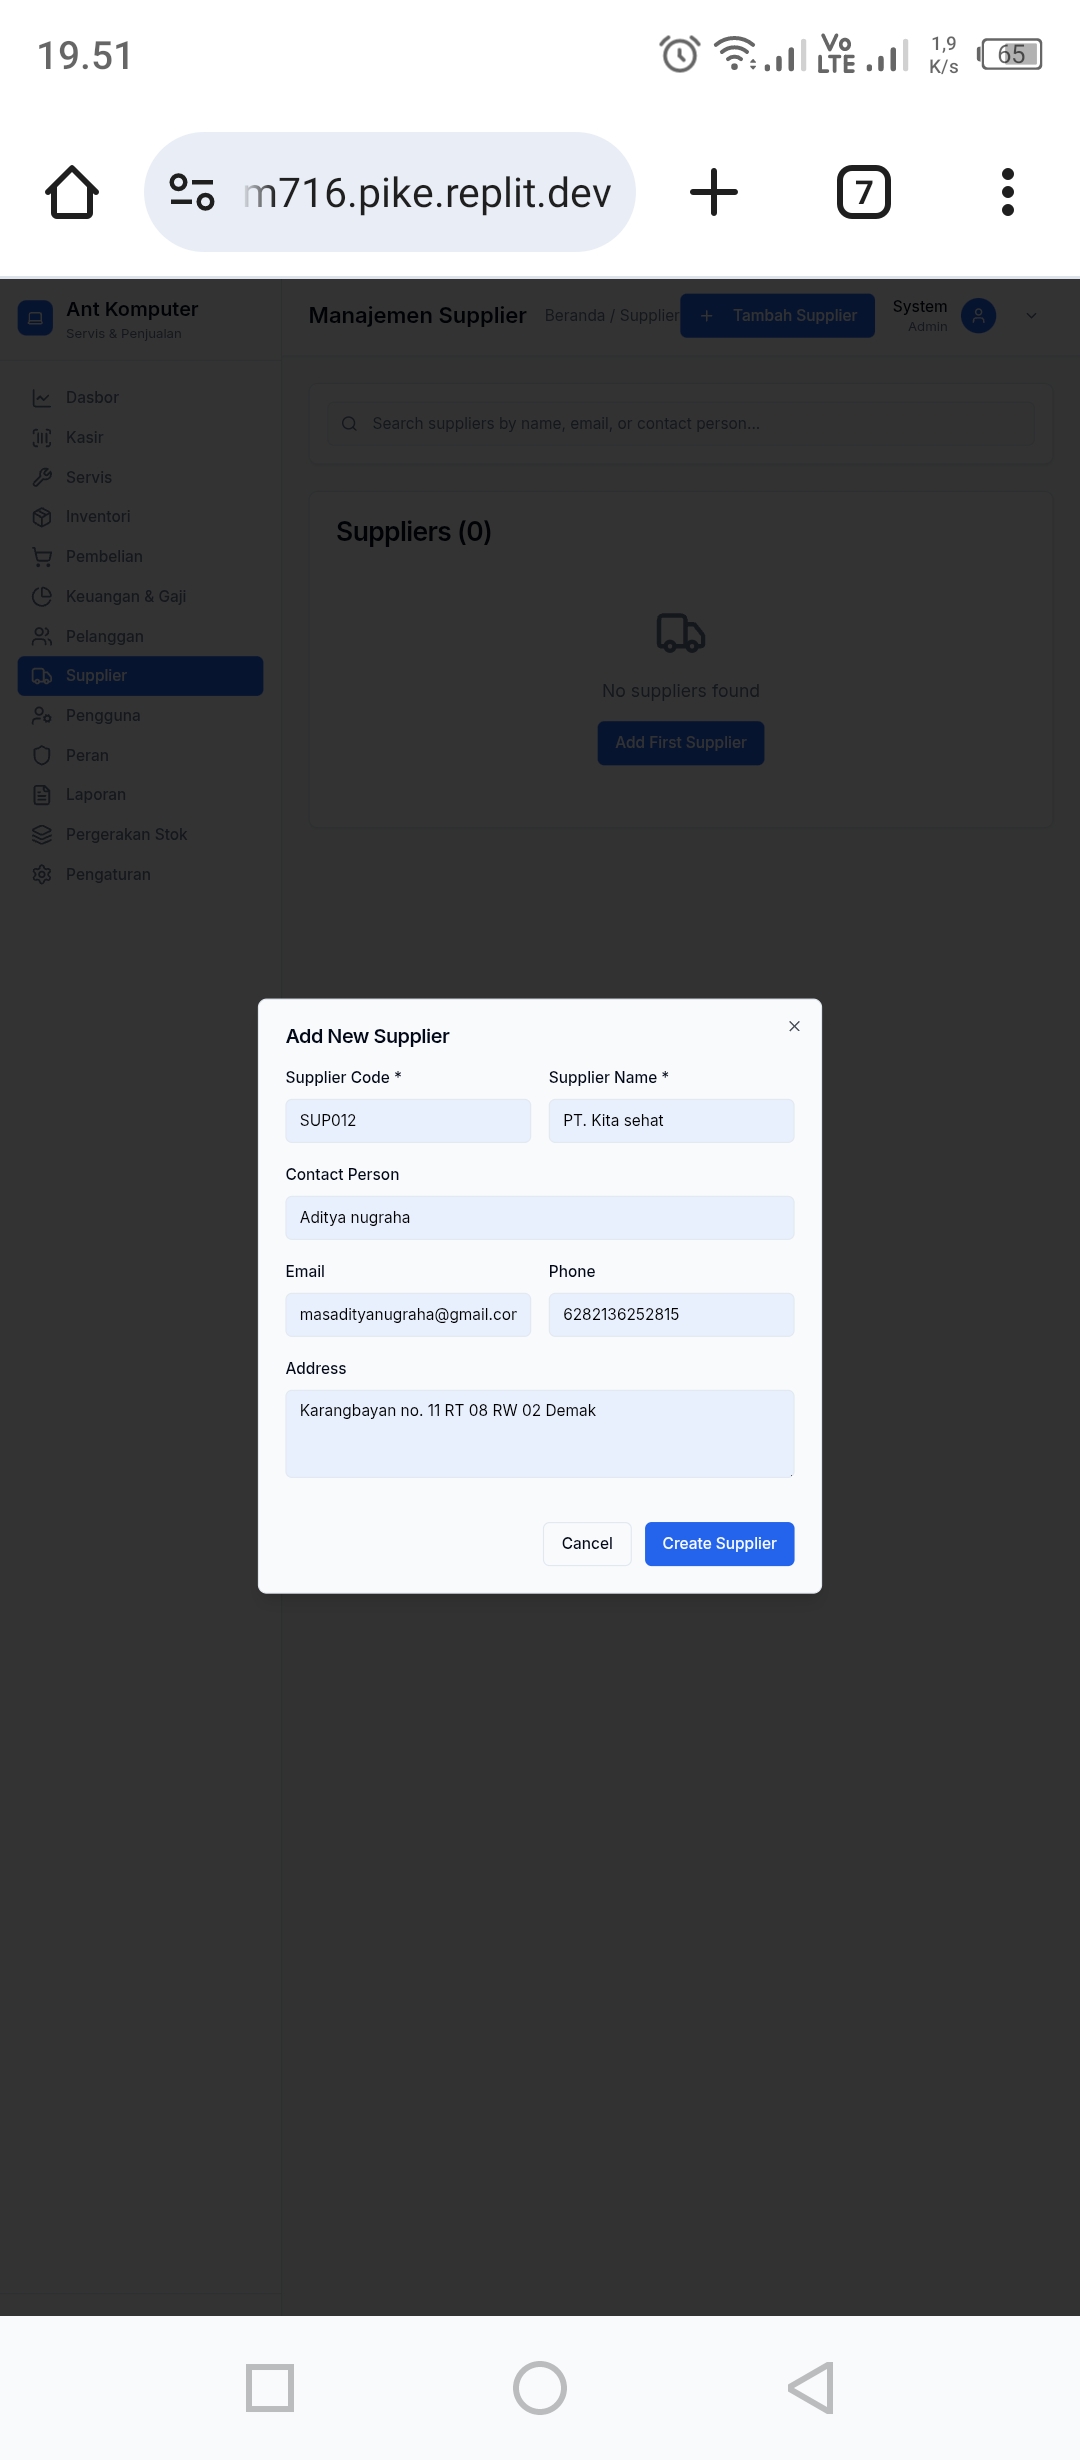 19.51
Vo
LTE
1,9
K/s
65
m716.pike.replit.dev
7
Ant Komputer
Servis & Penjualan
Manajemen Supplier
Beranda / Supplier
Tambah Supplier
System
Admin
Dasbor
Kasir
Servis
Inventori
Pembelian
Keuangan & Gaji
Pelanggan
Supplier
Pengguna
Peran
Laporan
Pergerakan Stok
Pengaturan
Search suppliers by name, email, or contact person...
Suppliers (0)
No suppliers found
Add First Supplier
Add New Supplier
Supplier Code *
Supplier Name *
SUP012
PT. Kita sehat
Contact Person
Aditya nugraha
Email
Phone
masadityanugraha@gmail.cor
6282136252815
Address
Karangbayan no. 11 RT 08 RW 02 Demak
Cancel
Create Supplier